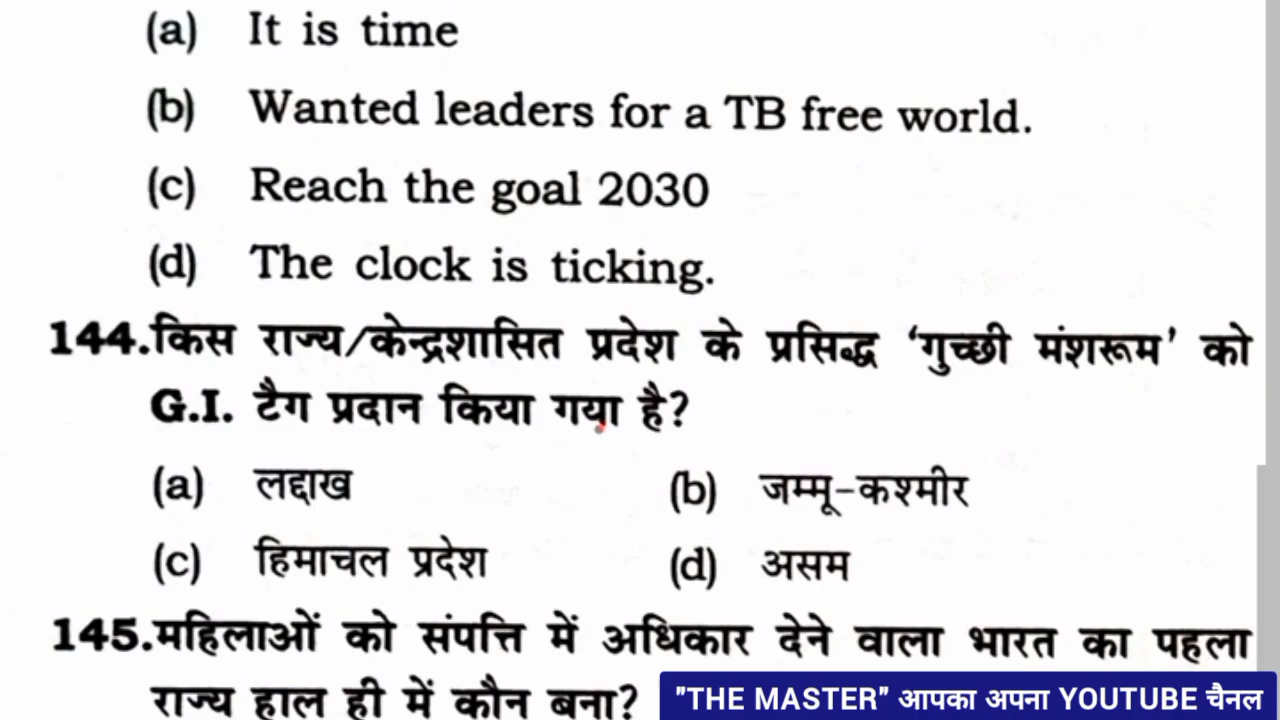 (a) It is time
(b) Wanted leaders for a TB free world.
(c) Reach the goal 2030
(d) The clock is ticking.
144.किस राज्य/केन्द्रशासित प्रदेश के प्रसिद्ध ‘गुच्छी मंशरूम’ को
G.I. टैग प्रदान किया गया है?
(a) लद्दाख (b) जम्मू-कश्मीर
(c) हिमाचल प्रदेश (d) असम
145.महिलाओं को संपत्ति में अधिकार देने वाला भारत का पहला
राज्य हाल ही में कौन बना?
"THE MASTER" आपका अपना YOUTUBE चैनल